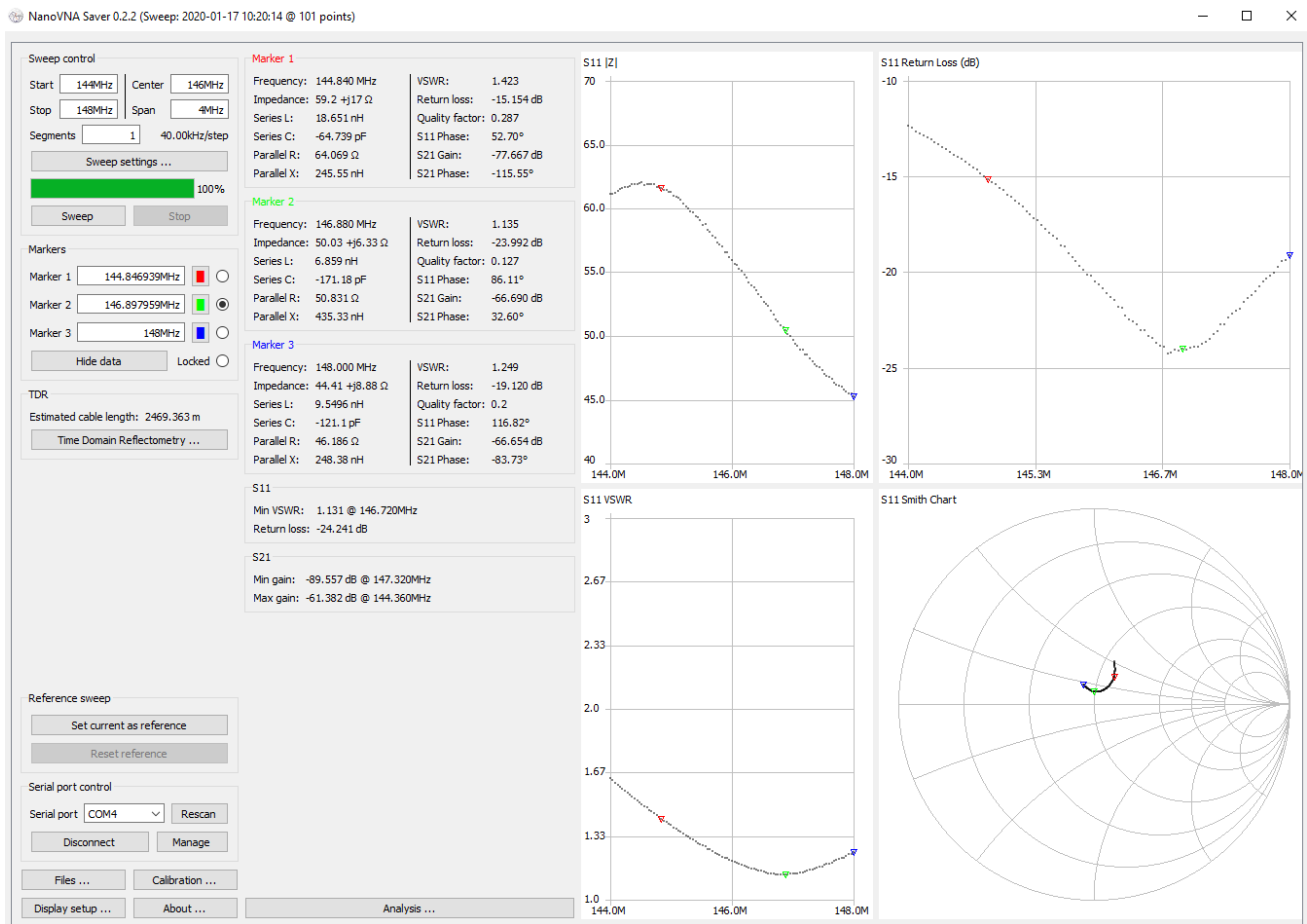 NanoVNA Saver 0.2.2 (Sweep: 2020-01-17 10:20:14 @ 101 points)
Sweep control
Start 144MHz Center 146MHz
Stop 148MHz Span 4MHz
Segments 1 40.00kHz/step
Sweep settings ...
100%
Sweep Stop
Markers
Marker 1 144.846939MHz
Marker 2 146.897959MHz
Marker 3 148MHz
Hide data Locked
TDR
Estimated cable length: 2469.363 m
Time Domain Reflectometry ...
Reference sweep
Set current as reference
Reset reference
Serial port control
Serial port COM4 Rescan
Disconnect Manage
Files ... Calibration ...
Display setup ... About ...
Marker 1
Frequency: 144.840 MHz VSWR: 1.423
Impedance: 59.2 +j17 Ω Return loss: -15.154 dB
Series L: 18.651 nH Quality factor: 0.287
Series C: -64.739 pF S11 Phase: 52.70°
Parallel R: 64.069 Ω S21 Gain: -77.667 dB
Parallel X: 245.55 nH S21 Phase: -115.55°
Marker 2
Frequency: 146.880 MHz VSWR: 1.135
Impedance: 50.03 +j6.33 Ω Return loss: -23.992 dB
Series L: 6.859 nH Quality factor: 0.127
Series C: -171.18 pF S11 Phase: 86.11°
Parallel R: 50.831 Ω S21 Gain: -66.690 dB
Parallel X: 435.33 nH S21 Phase: 32.60°
Marker 3
Frequency: 148.000 MHz VSWR: 1.249
Impedance: 44.41 +j8.88 Ω Return loss: -19.120 dB
Series L: 9.5496 nH Quality factor: 0.2
Series C: -121.1 pF S11 Phase: 116.82°
Parallel R: 46.186 Ω S21 Gain: -66.654 dB
Parallel X: 248.38 nH S21 Phase: -83.73°
S11
Min VSWR: 1.131 @ 146.720MHz
Return loss: -24.241 dB
S21
Min gain: -89.557 dB @ 147.320MHz
Max gain: -61.382 dB @ 144.360MHz
Analysis ...
S11 |Z|
70
65.0
60.0
55.0
50.0
45.0
40
144.0M 146.0M 148.0M
S11 Return Loss (dB)
-10
-15
-20
-25
-30
144.0M 145.3M 146.7M 148.0M
S11 VSWR
3
2.67
2.33
2.0
1.67
1.33
1.0
144.0M 146.0M 148.0M
S11 Smith Chart